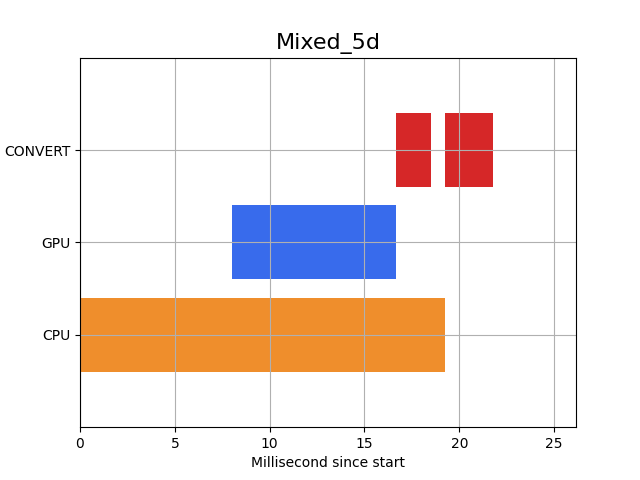 Mixed_5d
CONVERT
GPU
CPU
0 5 10 15 20 25
Millisecond since start